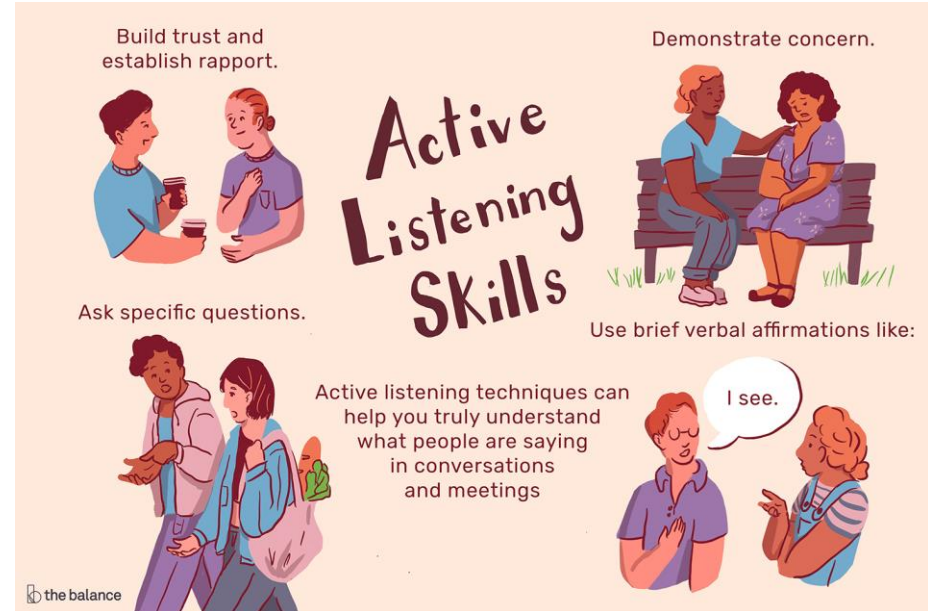 Build trust and
establish rapport.
Demonstrate concern.
Active
Listening
Skills
Ask specific questions.
Use brief verbal affirmations like:
I see.
Active listening techniques can
help you truly understand
what people are saying
in conversations
and meetings
the balance